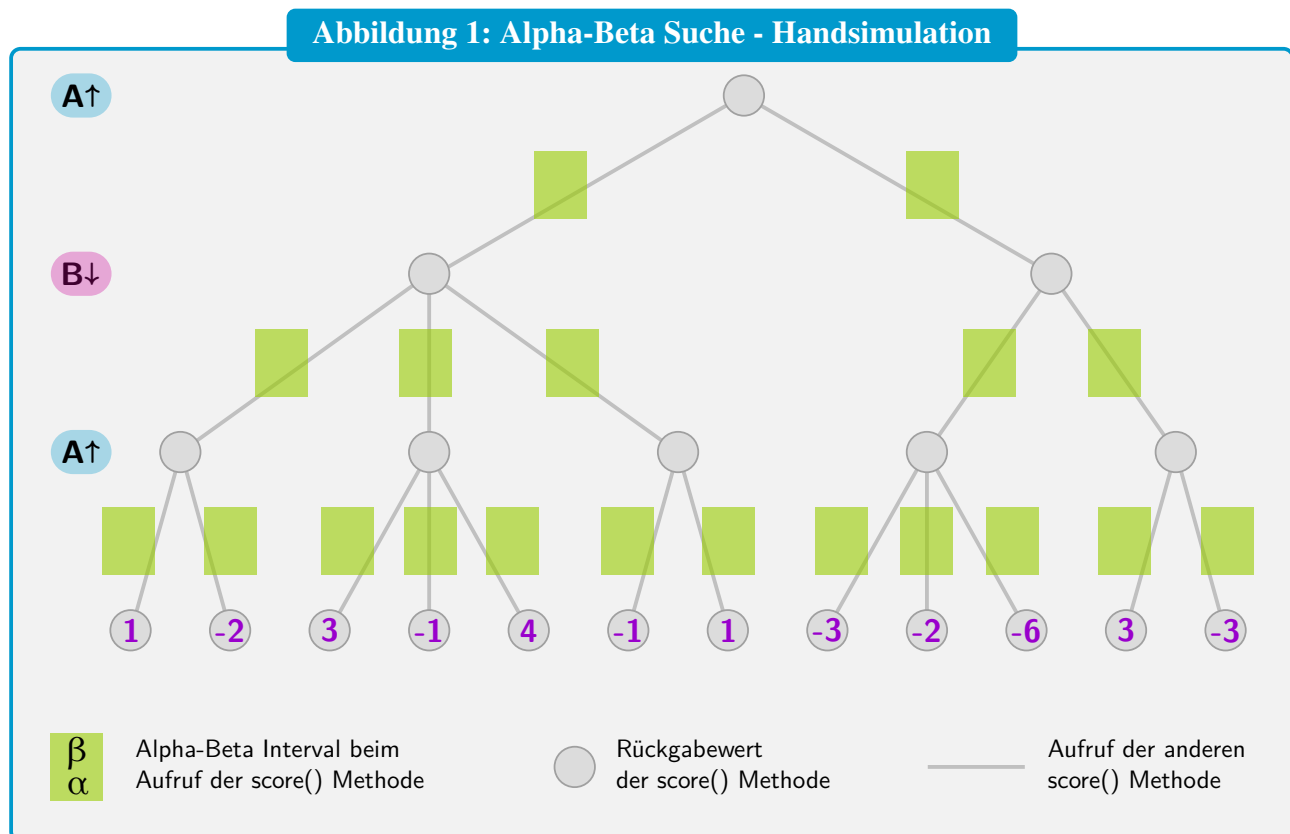 Abbildung 1: Alpha-Beta Suche - Handsimulation
A↑
B↓
A↑
1 -2 3 -1 4 -1 1 -3 -2 -6 3 -3
β
α
Alpha-Beta Interval beim
Aufruf der score() Methode
Rückgabewert
der score() Methode
Aufruf der anderen
score() Methode